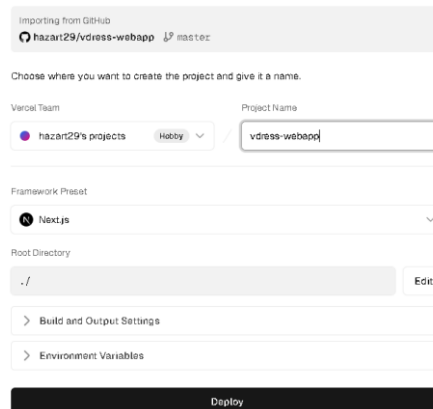 Importing from GitHub
hazart29/vdress-webapp master
Choose where you want to create the project and give it a name.
Vercel Team
Project Name
hazart29's projects Hobby
/
vdress-webapp
Framework Preset
N Next.js
Root Directory
./
Edit
Build and Output Settings
Environment Variables
Deploy